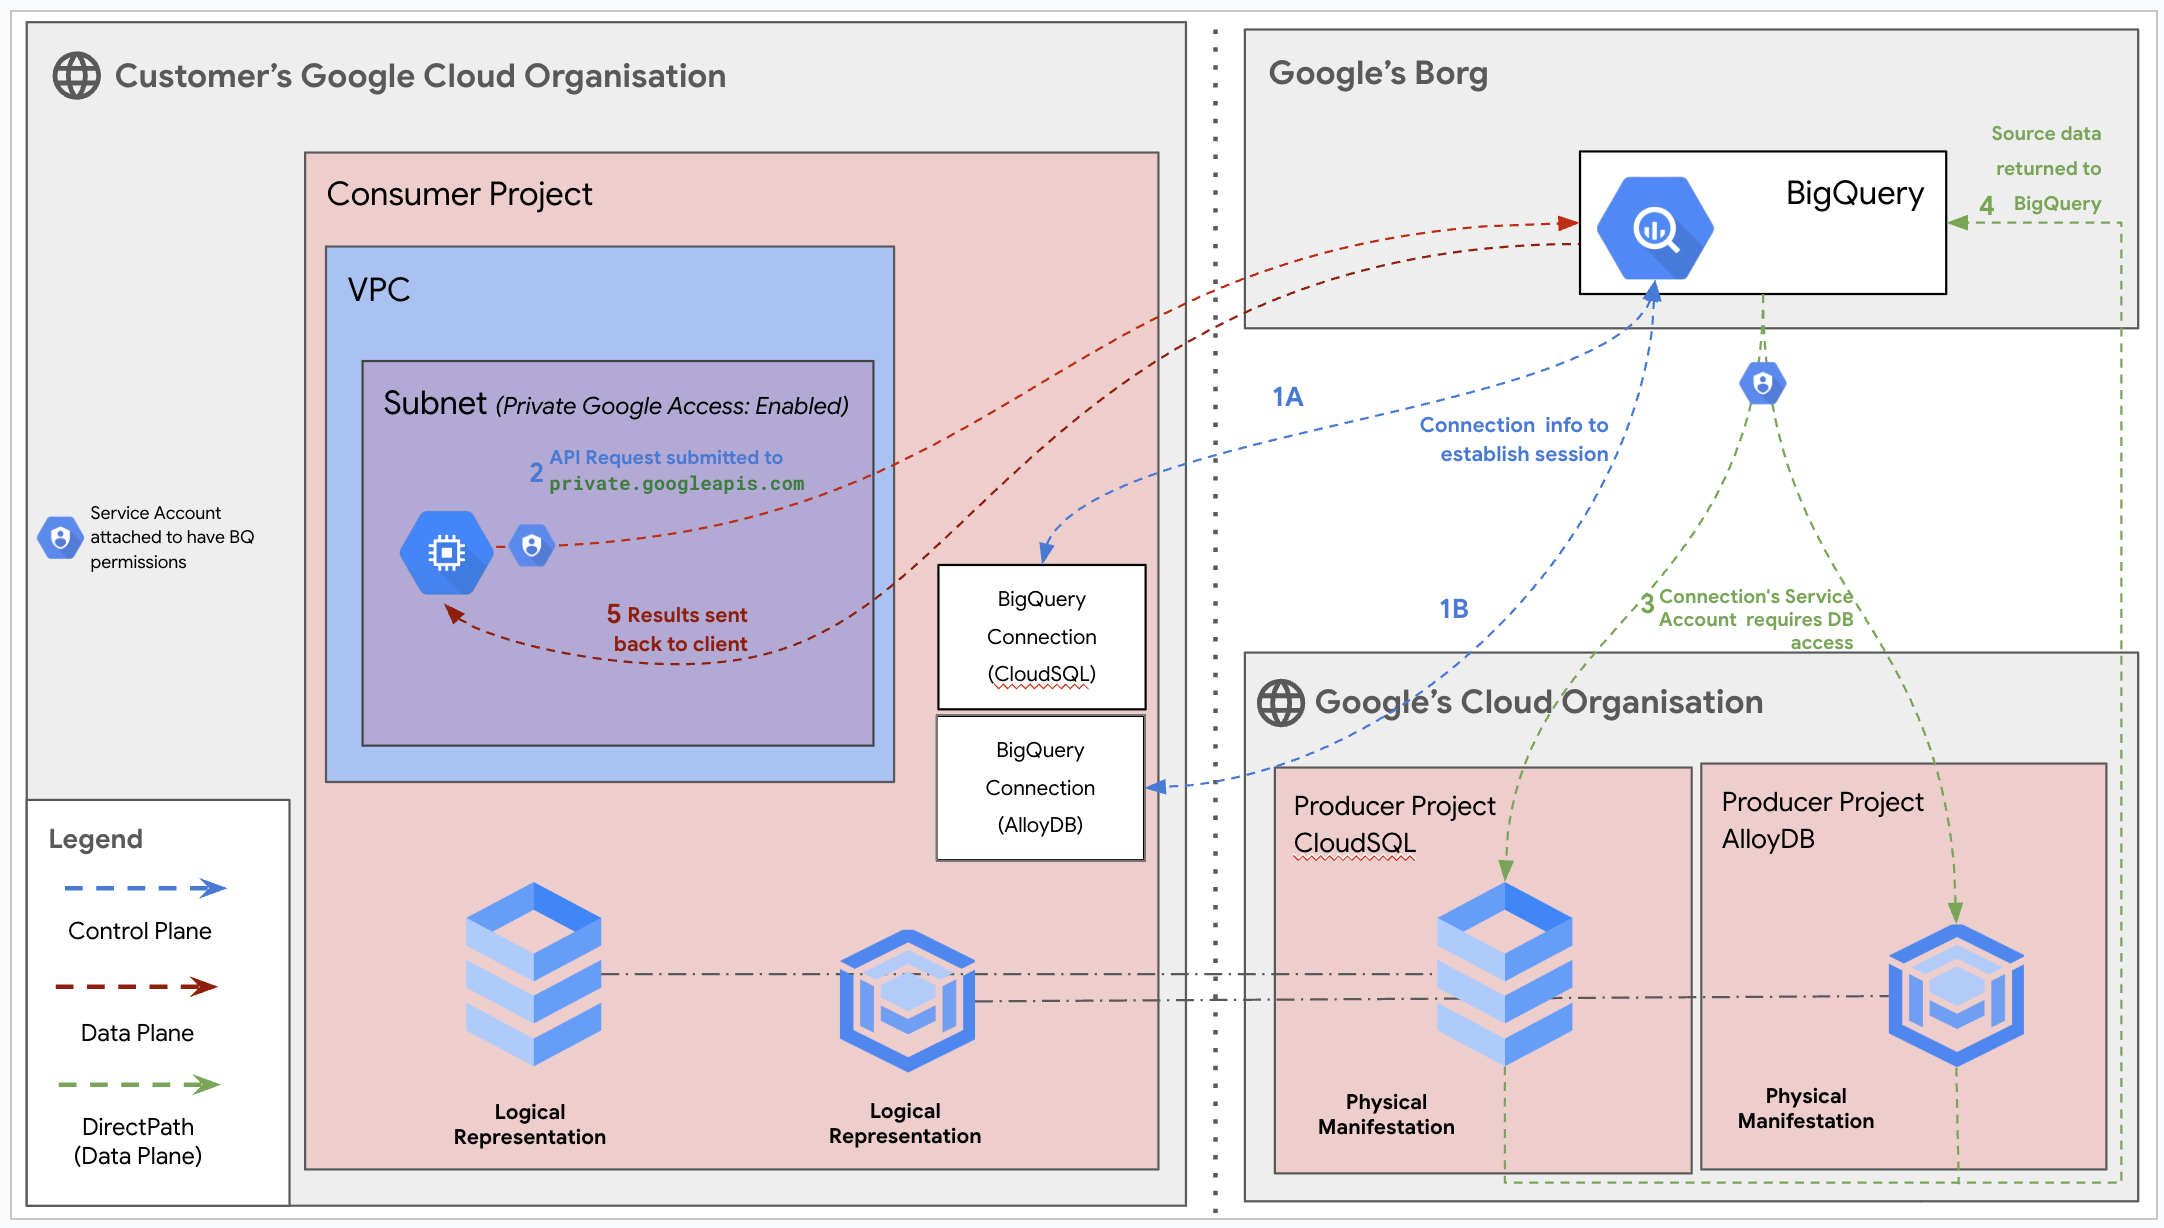 Customer’s Google Cloud Organisation
Consumer Project
VPC
Subnet (Private Google Access: Enabled)
2 API Request submitted to
private.googleapis.com
5 Results sent
back to client
Service Account
attached to have BQ
permissions
BigQuery
Connection
(CloudSQL)
BigQuery
Connection
(AlloyDB)
Logical
Representation
Logical
Representation
Legend
Control Plane
Data Plane
DirectPath
(Data Plane)
Google’s Borg
BigQuery
Source data
returned to
4 BigQuery
1A
Connection info to
establish session
1B
3 Connection's Service
Account requires DB
access
Google’s Cloud Organisation
Producer Project
CloudSQL
Physical
Manifestation
Producer Project
AlloyDB
Physical
Manifestation